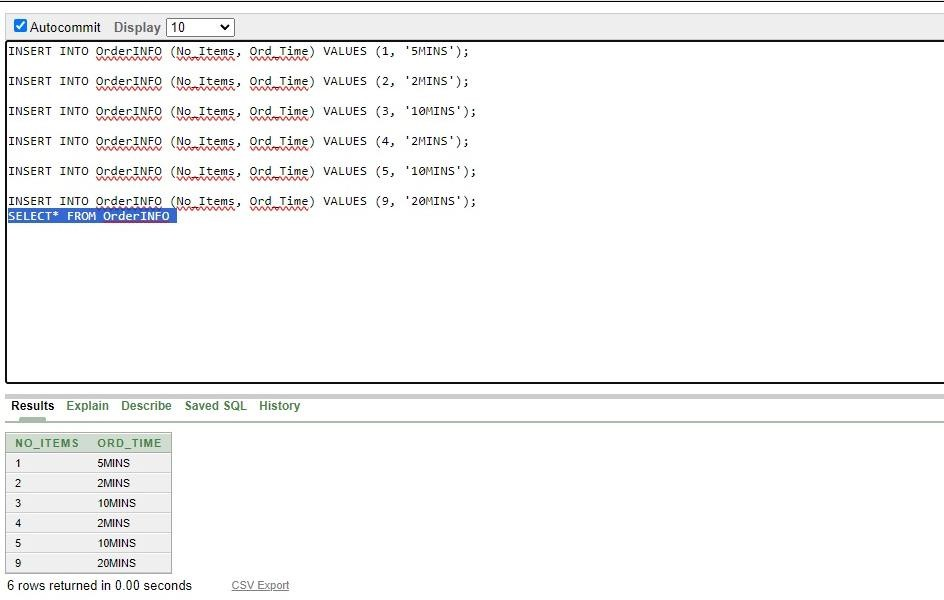 Autocommit Display 10
INSERT INTO OrderINFO (No_Items, Ord_Time) VALUES (1, '5MINS');
INSERT INTO OrderINFO (No_Items, Ord_Time) VALUES (2, '2MINS');
INSERT INTO OrderINFO (No_Items, Ord_Time) VALUES (3, '10MINS');
INSERT INTO OrderINFO (No_Items, Ord_Time) VALUES (4, '2MINS');
INSERT INTO OrderINFO (No_Items, Ord_Time) VALUES (5, '10MINS');
INSERT INTO OrderINFO (No_Items, Ord_Time) VALUES (9, '20MINS');
SELECT* FROM OrderINFO
Results Explain Describe Saved SQL History
NO_ITEMS ORD_TIME
1 5MINS
2 2MINS
3 10MINS
4 2MINS
5 10MINS
9 20MINS
6 rows returned in 0.00 seconds CSV Export